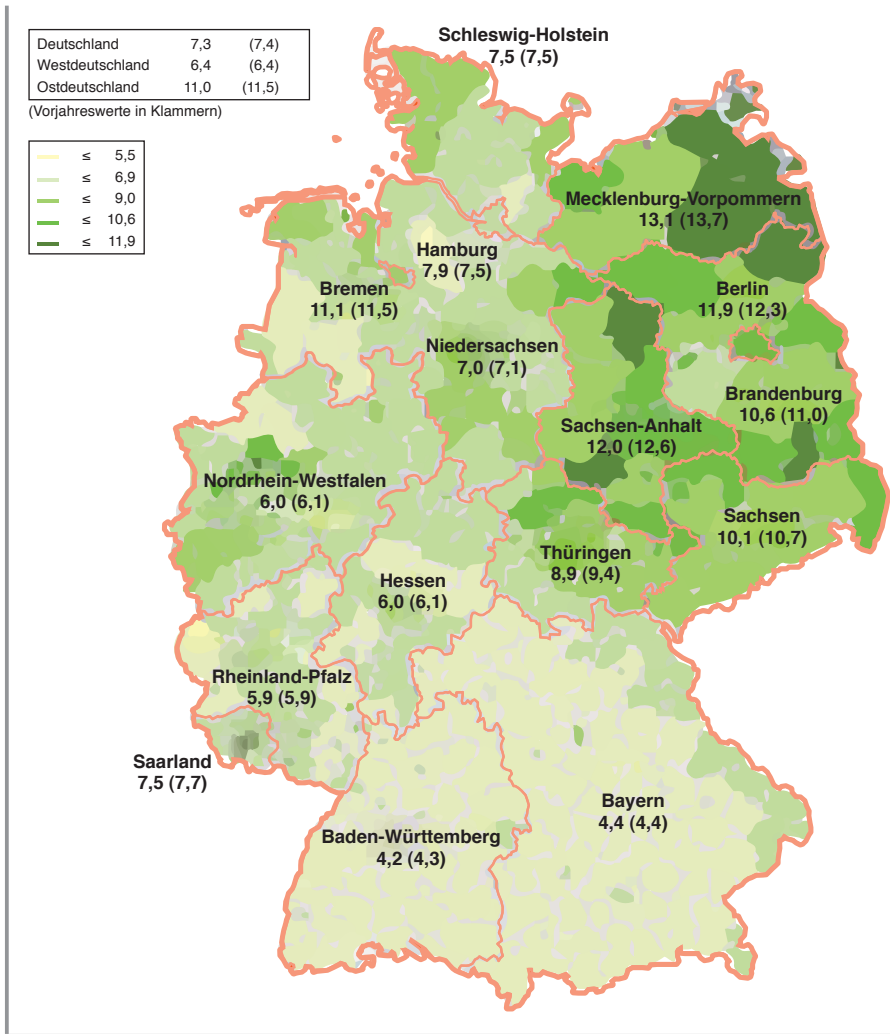 Deutschland 7,3 (7,4)
Westdeutschland 6,4 (6,4)
Ostdeutschland 11,0 (11,5)
(Vorjahreswerte in Klammern)
≤ 5,5
≤ 6,9
≤ 9,0
≤ 10,6
≤ 11,9
Schleswig-Holstein
7,5 (7,5)
Mecklenburg-Vorpommern
13,1 (13,7)
Hamburg
7,9 (7,5)
Bremen
11,1 (11,5)
Berlin
11,9 (12,3)
Niedersachsen
7,0 (7,1)
Brandenburg
10,6 (11,0)
Sachsen-Anhalt
12,0 (12,6)
Nordrhein-Westfalen
6,0 (6,1)
Sachsen
10,1 (10,7)
Thüringen
8,9 (9,4)
Hessen
6,0 (6,1)
Rheinland-Pfalz
5,9 (5,9)
Saarland
7,5 (7,7)
Bayern
4,4 (4,4)
Baden-Württemberg
4,2 (4,3)